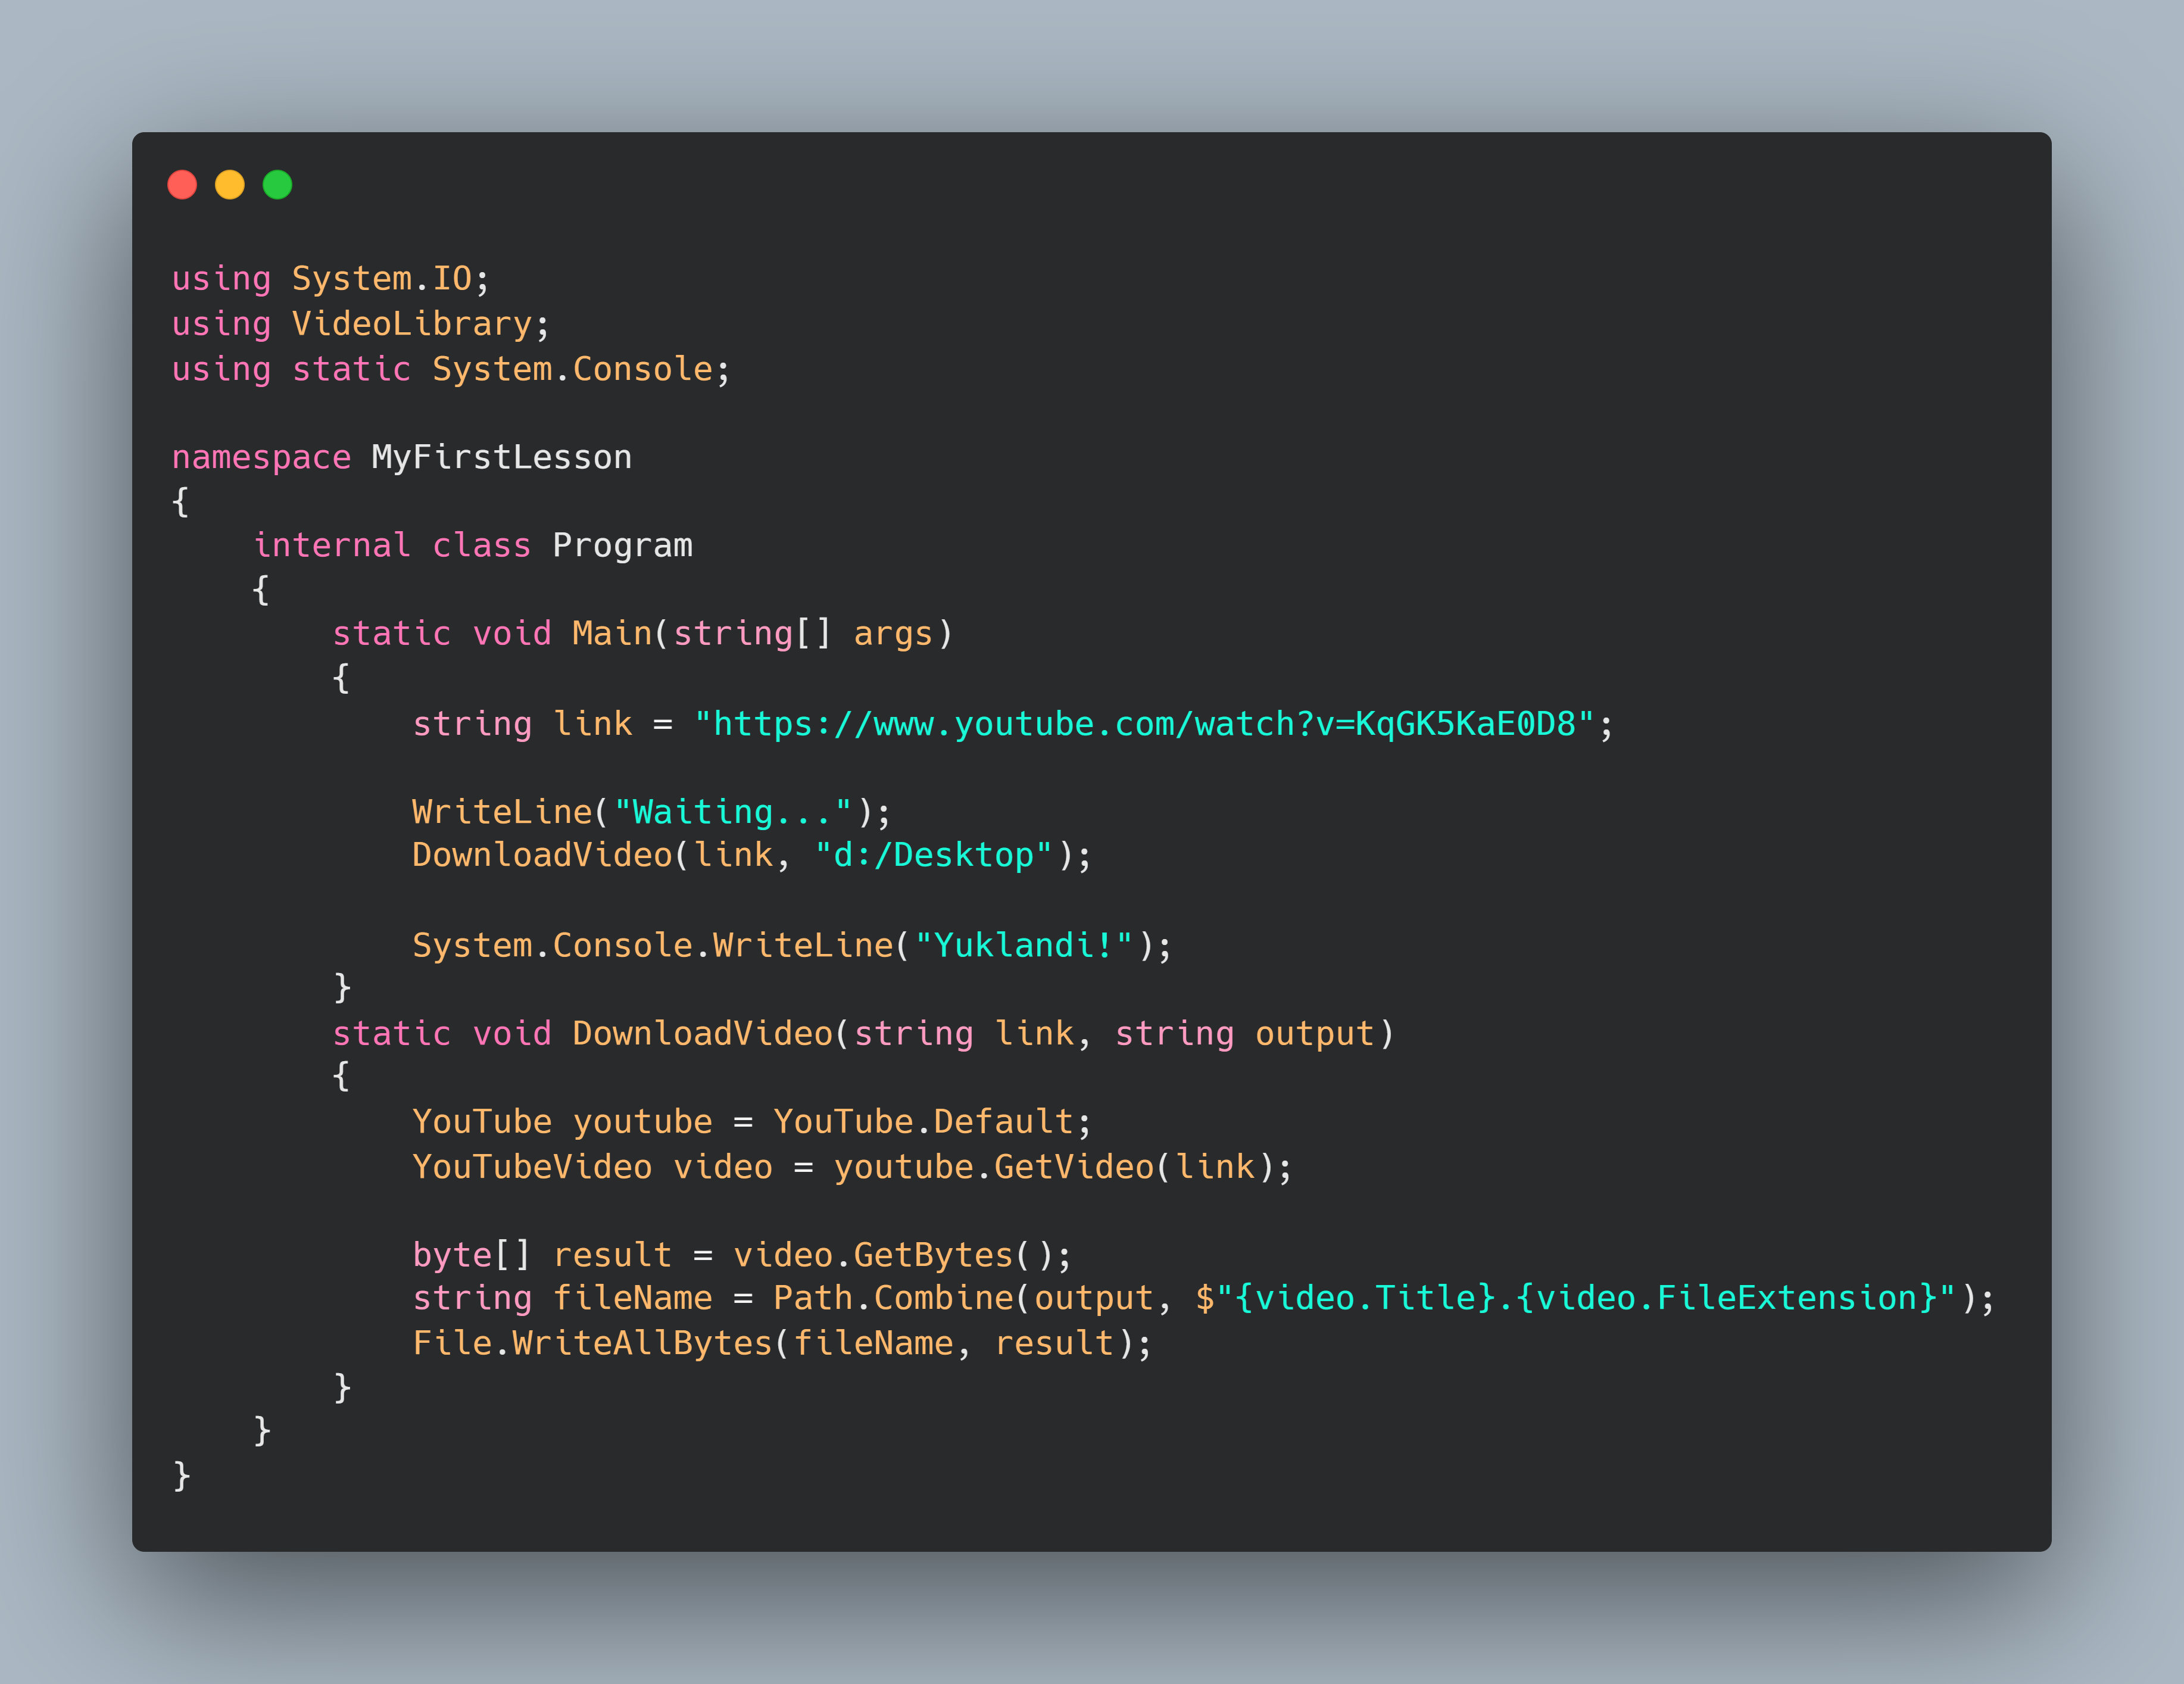 using System.IO;
using VideoLibrary;
using static System.Console;

namespace MyFirstLesson
{
    internal class Program
    {
        static void Main(string[] args)
        {
            string link = "https://www.youtube.com/watch?v=KqGK5KaE0D8";

            WriteLine("Waiting...");
            DownloadVideo(link, "d:/Desktop");

            System.Console.WriteLine("Yuklandi!");
        }
        static void DownloadVideo(string link, string output)
        {
            YouTube youtube = YouTube.Default;
            YouTubeVideo video = youtube.GetVideo(link);

            byte[] result = video.GetBytes();
            string fileName = Path.Combine(output, $"{video.Title}.{video.FileExtension}");
            File.WriteAllBytes(fileName, result);
        }
    }
}